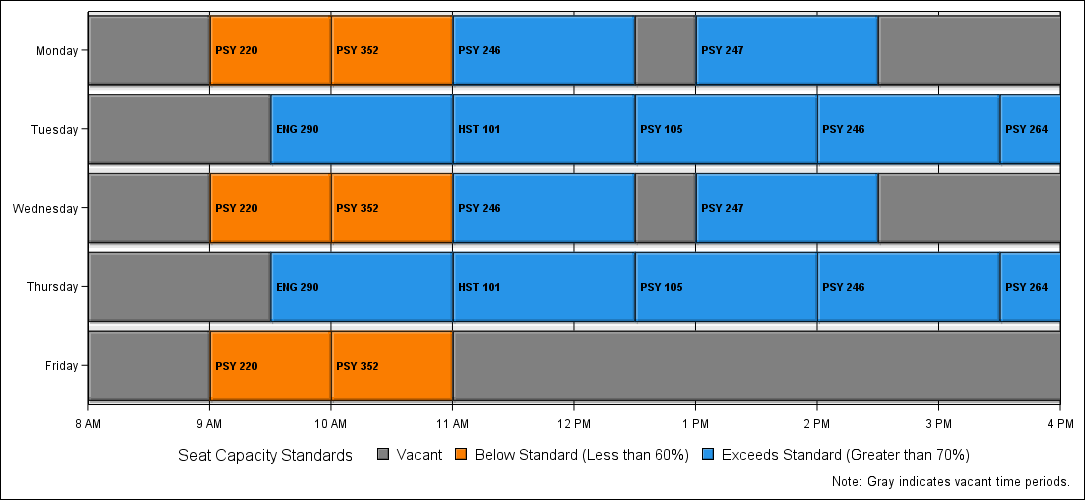 Monday
PSY 220 PSY 352 PSY 246 PSY 247
Tuesday
ENG 290 HST 101 PSY 105 PSY 246 PSY 264
Wednesday
PSY 220 PSY 352 PSY 246 PSY 247
Thursday
ENG 290 HST 101 PSY 105 PSY 246 PSY 264
Friday
PSY 220 PSY 352
8 AM 9 AM 10 AM 11 AM 12 PM 1 PM 2 PM 3 PM 4 PM
Seat Capacity Standards Vacant Below Standard (Less than 60%) Exceeds Standard (Greater than 70%)
Note: Gray indicates vacant time periods.